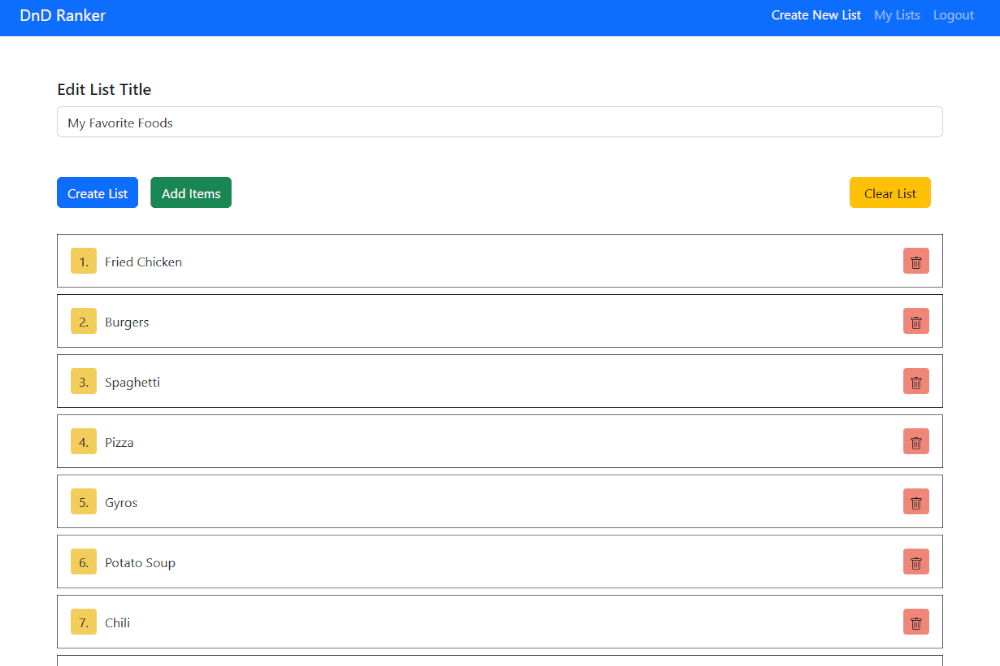 DnD Ranker
Create New List My Lists Logout
Edit List Title
My Favorite Foods
Create List Add Items Clear List
1. Fried Chicken
2. Burgers
3. Spaghetti
4. Pizza
5. Gyros
6. Potato Soup
7. Chili